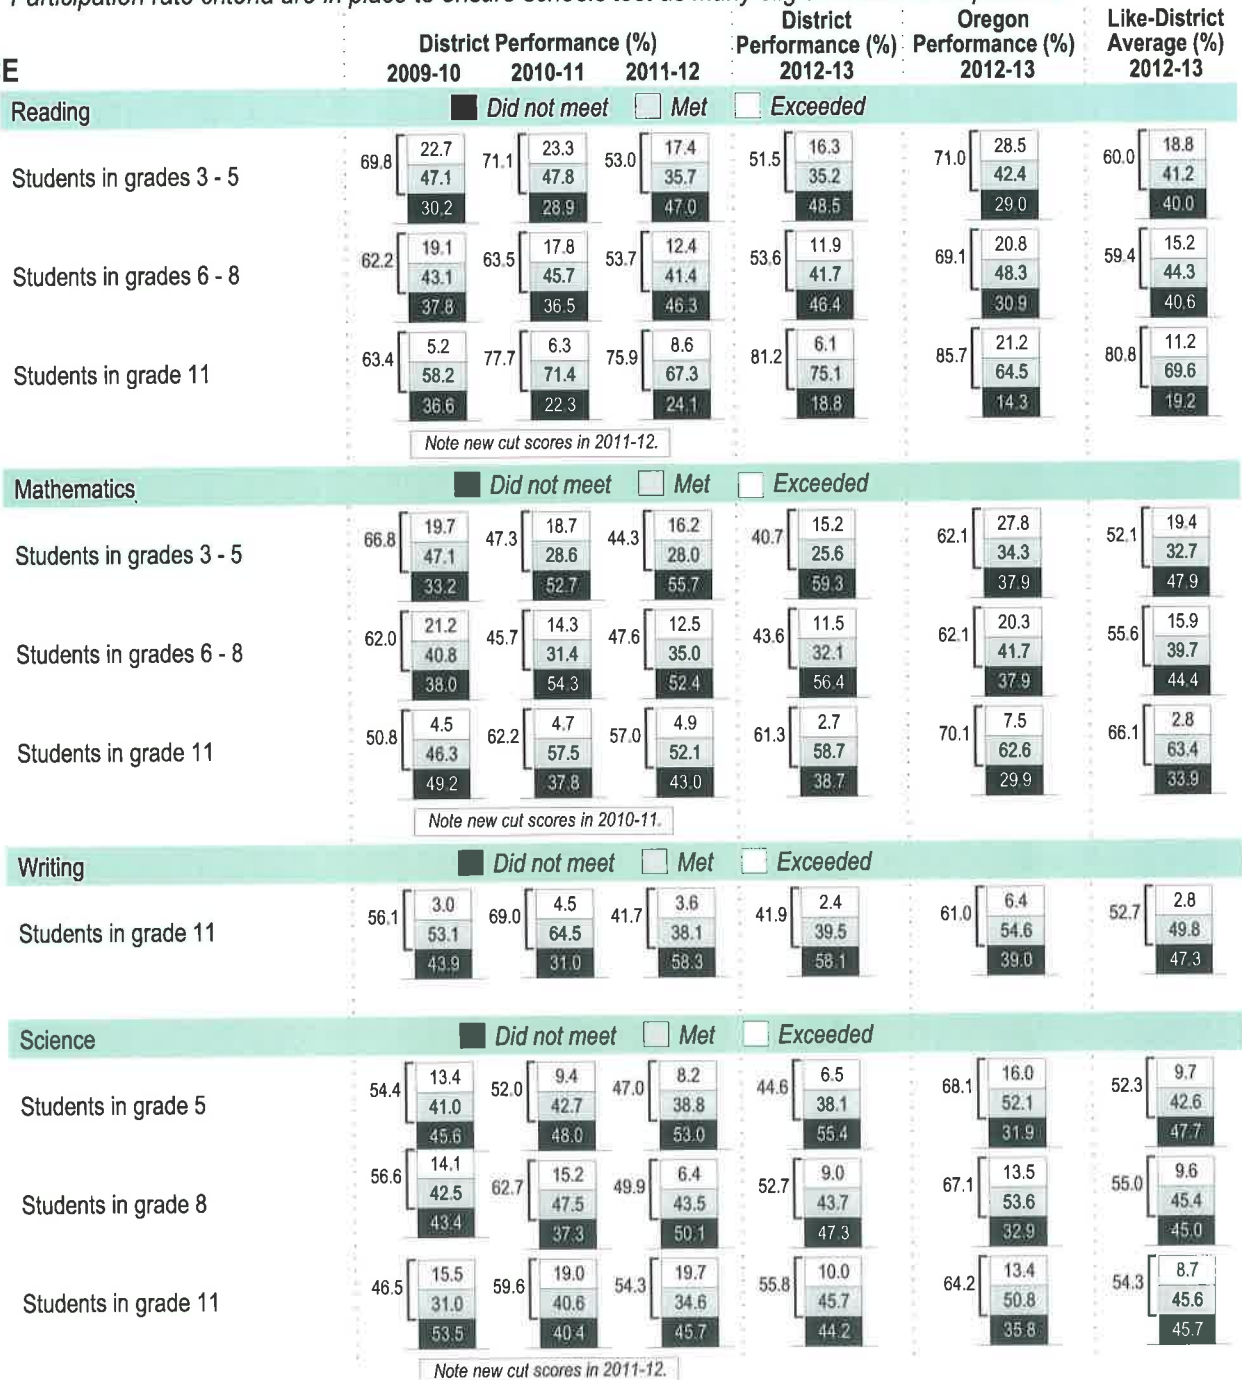 Participation rate criteria are in place to ensure schools test
E
District Performance (%)
2009-10 2010-11 2011-12
District
Performance (%)
2012-13
Oregon
Performance (%)
2012-13
Like-District
Average (%)
2012-13
Reading Did not meet Met Exceeded
Students in grades 3 - 5
69.8 22.7 47.1 30.2
71.1 23.3 47.8 28.9
53.0 17.4 35.7 47.0
51.5 16.3 35.2 48.5
71.0 28.5 42.4 29.0
60.0 18.8 41.2 40.0
Students in grades 6 - 8
62.2 19.1 43.1 37.8
63.5 17.8 45.7 36.5
53.7 12.4 41.4 46.3
53.6 11.9 41.7 46.4
69.1 20.8 48.3 30.9
59.4 15.2 44.3 40.6
Students in grade 11
63.4 5.2 58.2 36.6
77.7 6.3 71.4 22.3
75.9 8.6 67.3 24.1
81.2 6.1 75.1 18.8
85.7 21.2 64.5 14.3
80.8 11.2 69.6 19.2
Note new cut scores in 2011-12.
Mathematics Did not meet Met Exceeded
Students in grades 3 - 5
66.8 19.7 47.1 33.2
47.3 18.7 28.6 52.7
44.3 16.2 28.0 55.7
40.7 15.2 25.6 59.3
62.1 27.8 34.3 37.9
52.1 19.4 32.7 47.9
Students in grades 6 - 8
62.0 21.2 40.8 38.0
45.7 14.3 31.4 54.3
47.6 12.5 35.0 52.4
43.6 11.5 32.1 56.4
62.1 20.3 41.7 37.9
55.6 15.9 39.7 44.4
Students in grade 11
50.8 4.5 46.3 49.2
62.2 4.7 57.5 37.8
57.0 4.9 52.1 43.0
61.3 2.7 58.7 38.7
70.1 7.5 62.6 29.9
66.1 2.8 63.4 33.9
Note new cut scores in 2010-11.
Writing Did not meet Met Exceeded
Students in grade 11
56.1 3.0 53.1 43.9
69.0 4.5 64.5 31.0
41.7 3.6 38.1 58.3
41.9 2.4 39.5 58.1
61.0 6.4 54.6 39.0
52.7 2.8 49.8 47.3
Science Did not meet Met Exceeded
Students in grade 5
54.4 13.4 41.0 45.6
52.0 9.4 42.7 48.0
47.0 8.2 38.8 53.0
44.6 6.5 38.1 55.4
68.1 16.0 52.1 31.9
52.3 9.7 42.6 47.7
Students in grade 8
56.6 14.1 42.5 43.4
62.7 15.2 47.5 37.3
49.9 6.4 43.5 50.1
52.7 9.0 43.7 47.3
67.1 13.5 53.6 32.9
55.0 9.6 45.4 45.0
Students in grade 11
46.5 15.5 31.0 53.5
59.6 19.0 40.6 40.4
54.3 19.7 34.6 45.7
55.8 10.0 45.7 44.2
64.2 13.4 50.8 35.8
54.3 8.7 45.6 45.7
Note new cut scores in 2011-12.